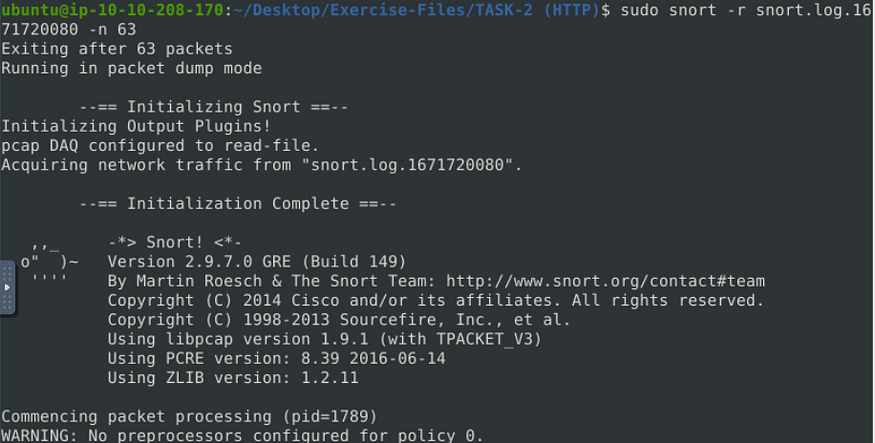 ubuntu@ip-10-10-208-170:~/Desktop/Exercise-Files/TASK-2 (HTTP)$ sudo snort -r snort.log.16
71720080 -n 63
Exiting after 63 packets
Running in packet dump mode
--== Initializing Snort ==--
Initializing Output Plugins!
pcap DAQ configured to read-file.
Acquiring network traffic from "snort.log.1671720080".
--== Initialization Complete ==--
,,_ -*> Snort! <*-
o" )~ Version 2.9.7.0 GRE (Build 149)
'''' By Martin Roesch & The Snort Team: http://www.snort.org/contact#team
Copyright (C) 2014 Cisco and/or its affiliates. All rights reserved.
Copyright (C) 1998-2013 Sourcefire, Inc., et al.
Using libpcap version 1.9.1 (with TPACKET_V3)
Using PCRE version: 8.39 2016-06-14
Using ZLIB version: 1.2.11
Commencing packet processing (pid=1789)
WARNING: No preprocessors configured for policy 0.